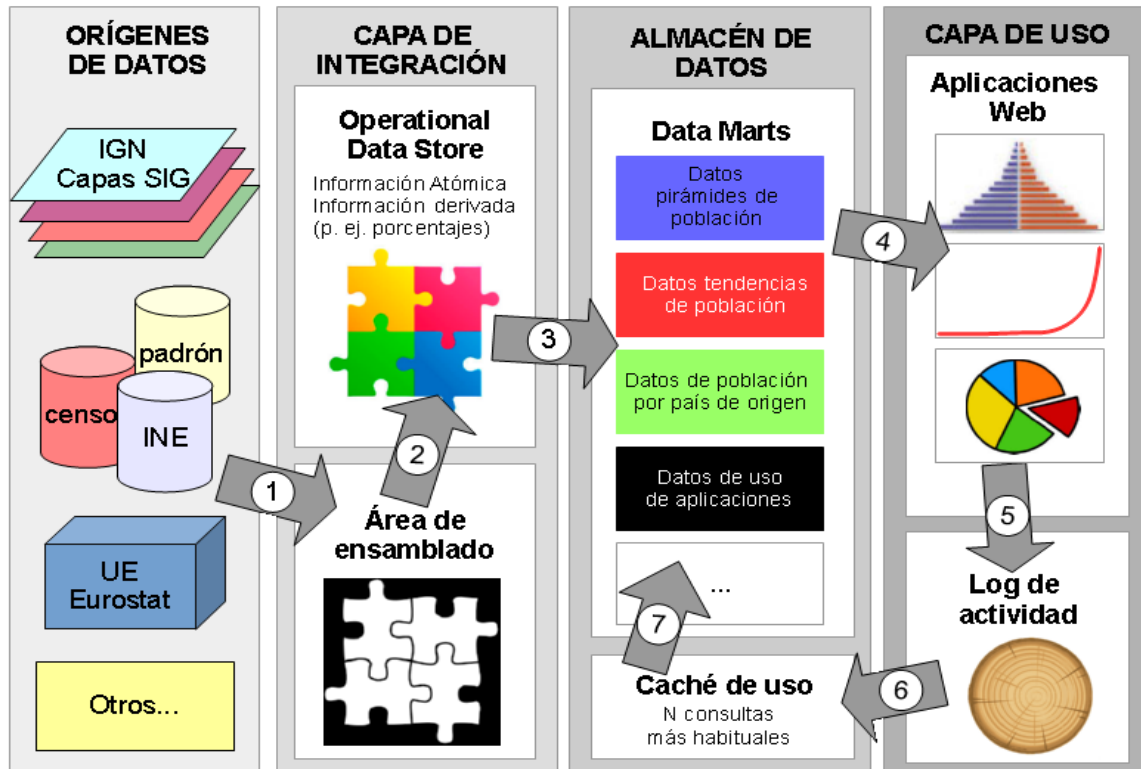 ORÍGENES
DE DATOS
IGN
Capas SIG
padrón
censo
INE
UE
Eurostat
Otros...
1
CAPA DE
INTEGRACIÓN
Operational
Data Store
Información Atómica
Información derivada
(p. ej. porcentajes)
2
Área de
ensamblado
3
ALMACÉN DE
DATOS
Data Marts
Datos
pirámides de
población
Datos tendencias
de población
Datos de población
por país de origen
Datos de uso
de aplicaciones
...
7
Caché de uso
N consultas
más habituales
4
CAPA DE USO
Aplicaciones
Web
5
Log de
actividad
6